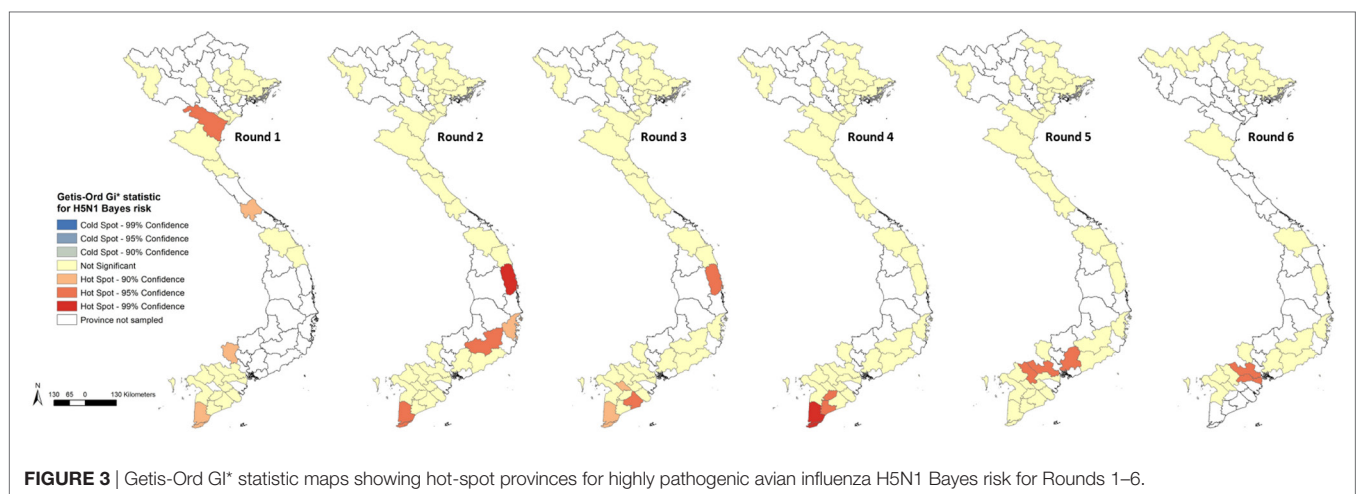 Round 1
Round 2
Round 3
Round 4
Round 5
Round 6
Getis-Ord Gi* statistic
for H5N1 Bayes risk
Cold Spot - 99% Confidence
Cold Spot - 95% Confidence
Cold Spot - 90% Confidence
Not Significant
Hot Spot - 90% Confidence
Hot Spot - 95% Confidence
Hot Spot - 99% Confidence
Province not sampled
N
130 65 0 130 Kilometers
FIGURE 3 | Getis-Ord GI* statistic maps showing hot-spot provinces for highly pathogenic avian influenza H5N1 Bayes risk for Rounds 1–6.